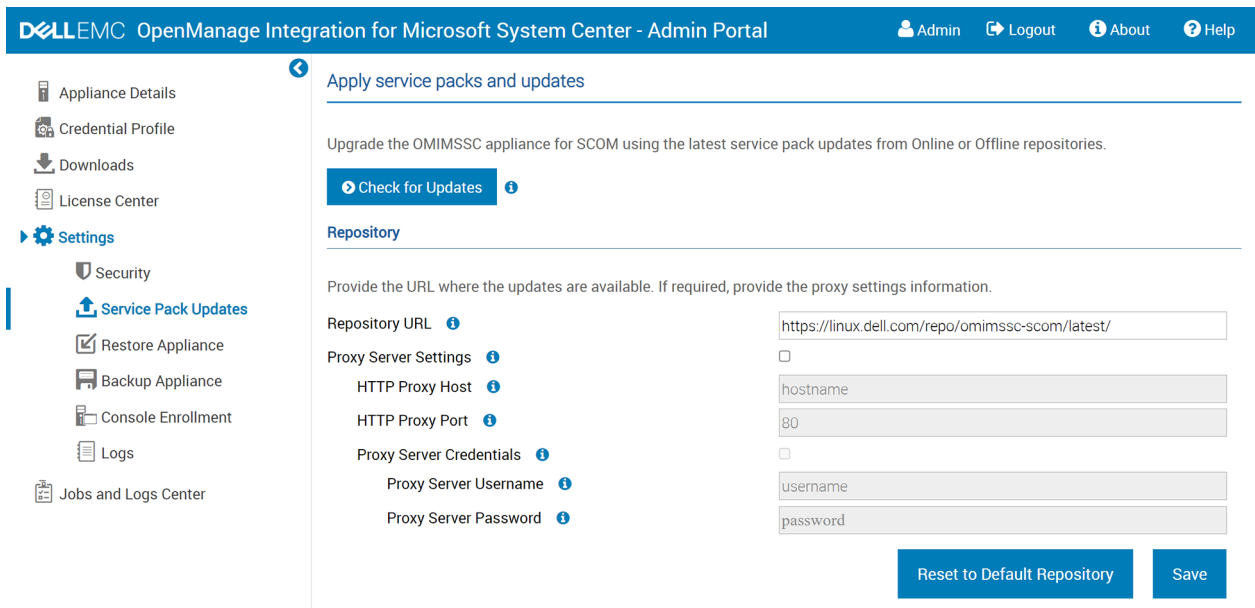 DELLEMC OpenManage Integration for Microsoft System Center - Admin Portal
Admin
Logout
About
Help
Appliance Details
Credential Profile
Downloads
License Center
Settings
Security
Service Pack Updates
Restore Appliance
Backup Appliance
Console Enrollment
Logs
Jobs and Logs Center
Apply service packs and updates
Upgrade the OMIMSSC appliance for SCOM using the latest service pack updates from Online or Offline repositories.
Check for Updates
Repository
Provide the URL where the updates are available. If required, provide the proxy settings information.
Repository URL https://linux.dell.com/repo/omimssc-scom/latest/
Proxy Server Settings
HTTP Proxy Host hostname
HTTP Proxy Port 80
Proxy Server Credentials
Proxy Server Username username
Proxy Server Password password
Reset to Default Repository Save